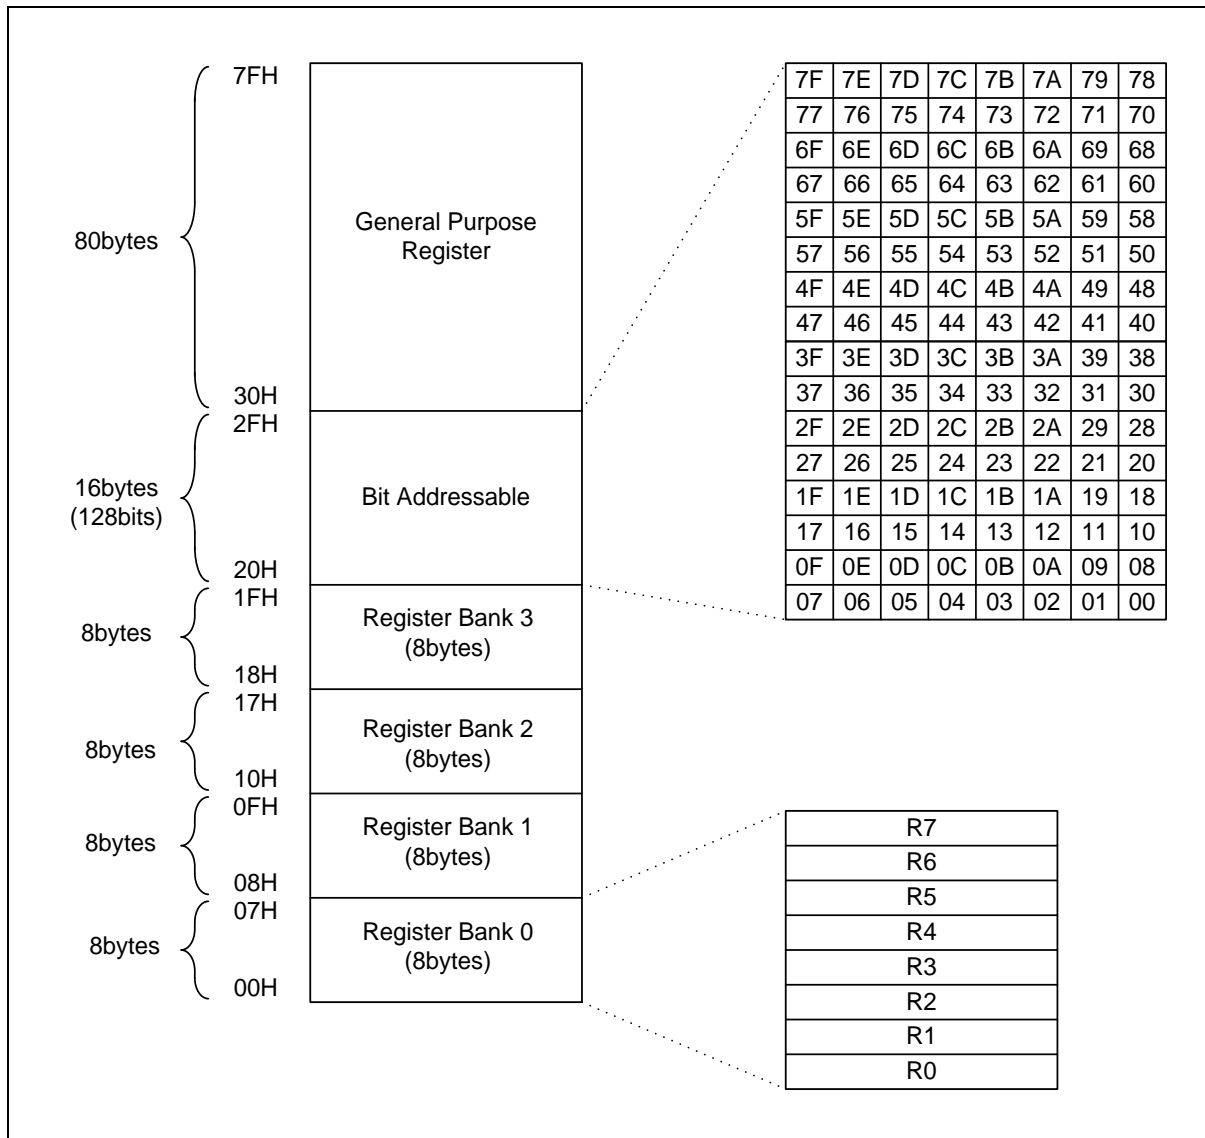 7FH
80bytes
General Purpose
Register
30H
2FH
16bytes
(128bits)
Bit Addressable
20H
1FH
8bytes
Register Bank 3
(8bytes)
18H
17H
8bytes
Register Bank 2
(8bytes)
10H
0FH
8bytes
Register Bank 1
(8bytes)
08H
07H
8bytes
Register Bank 0
(8bytes)
00H
7F 7E 7D 7C 7B 7A 79 78
77 76 75 74 73 72 71 70
6F 6E 6D 6C 6B 6A 69 68
67 66 65 64 63 62 61 60
5F 5E 5D 5C 5B 5A 59 58
57 56 55 54 53 52 51 50
4F 4E 4D 4C 4B 4A 49 48
47 46 45 44 43 42 41 40
3F 3E 3D 3C 3B 3A 39 38
37 36 35 34 33 32 31 30
2F 2E 2D 2C 2B 2A 29 28
27 26 25 24 23 22 21 20
1F 1E 1D 1C 1B 1A 19 18
17 16 15 14 13 12 11 10
0F 0E 0D 0C 0B 0A 09 08
07 06 05 04 03 02 01 00
R7
R6
R5
R4
R3
R2
R1
R0